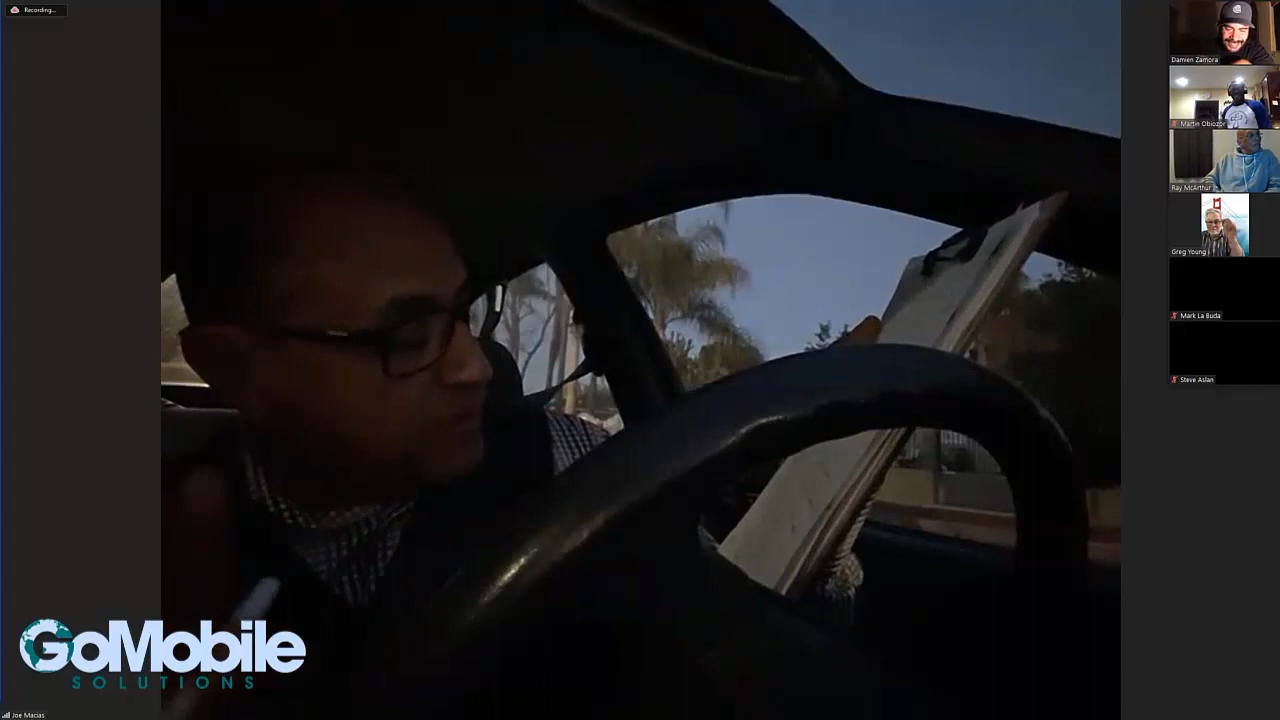 Recording...
Damien Zamora
Martin Obiozor
Ray McArthur
Greg Young
Mark La Buda
Steve Aslan
GoMobile
SOLUTIONS
Joe Macias